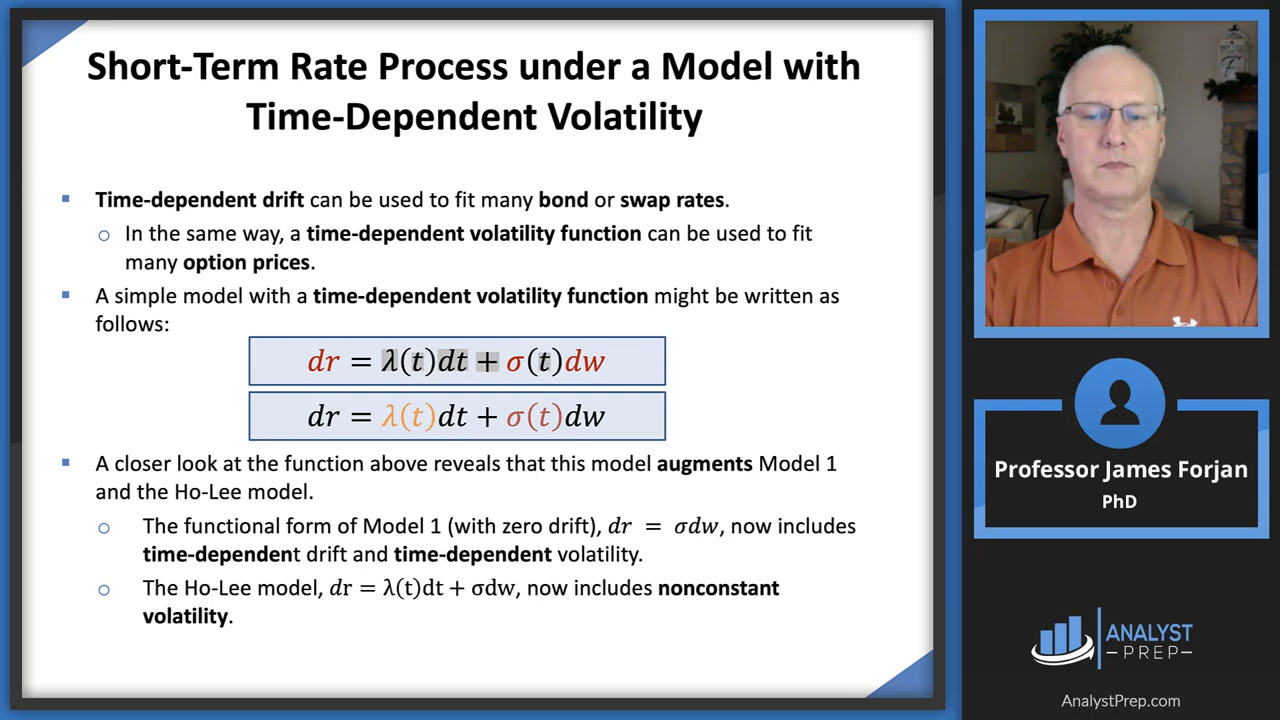 Short-Term Rate Process under a Model with
Time-Dependent Volatility
▪ Time-dependent drift can be used to fit many bond or swap rates.
o In the same way, a time-dependent volatility function can be used to fit
many option prices.
▪ A simple model with a time-dependent volatility function might be written as
follows:
dr = λ(t)dt + σ(t)dw
dr = λ(t)dt + σ(t)dw
▪ A closer look at the function above reveals that this model augments Model 1
and the Ho-Lee model.
o The functional form of Model 1 (with zero drift), dr = σdw, now includes
time-dependent drift and time-dependent volatility.
o The Ho-Lee model, dr = λ(t)dt + σdw, now includes nonconstant
volatility.
Professor James Forjan
PhD
ANALYST
–PREP–
AnalystPrep.com